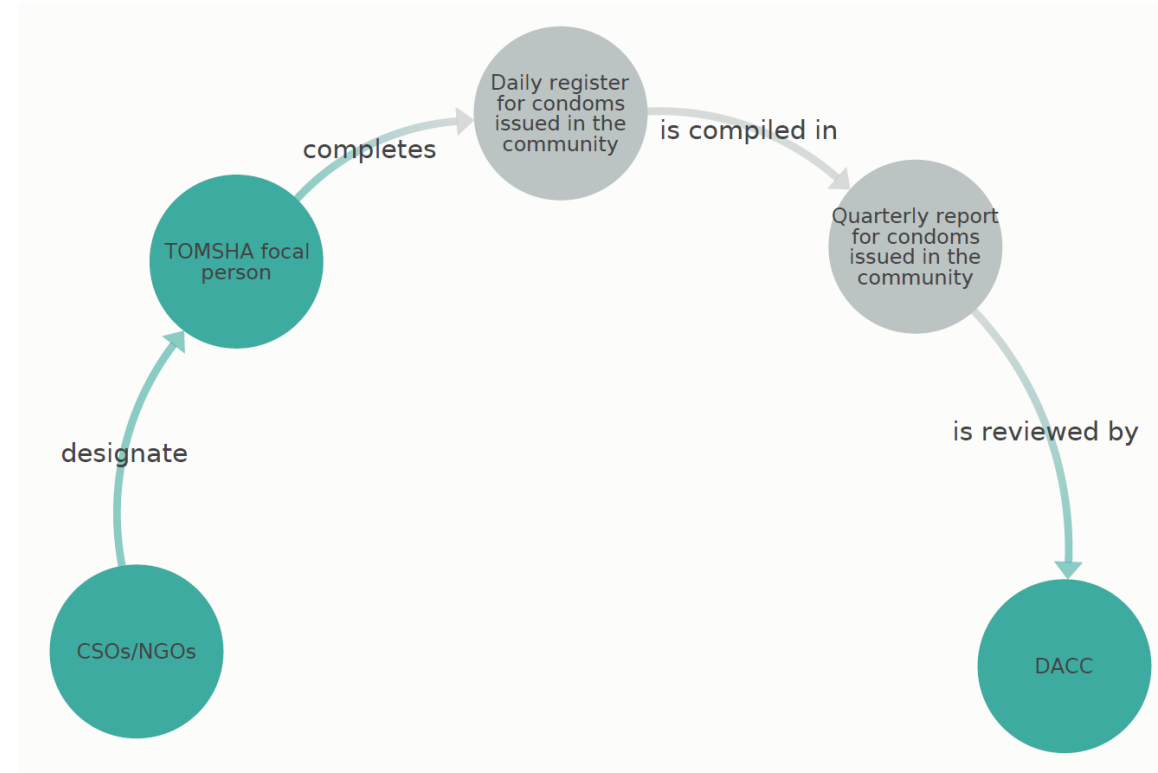 CSOs/NGOs
designate
TOMSHA focal
person
completes
Daily register
for condoms
issued in the
community
is compiled in
Quarterly report
for condoms
issued in the
community
is reviewed by
DACC